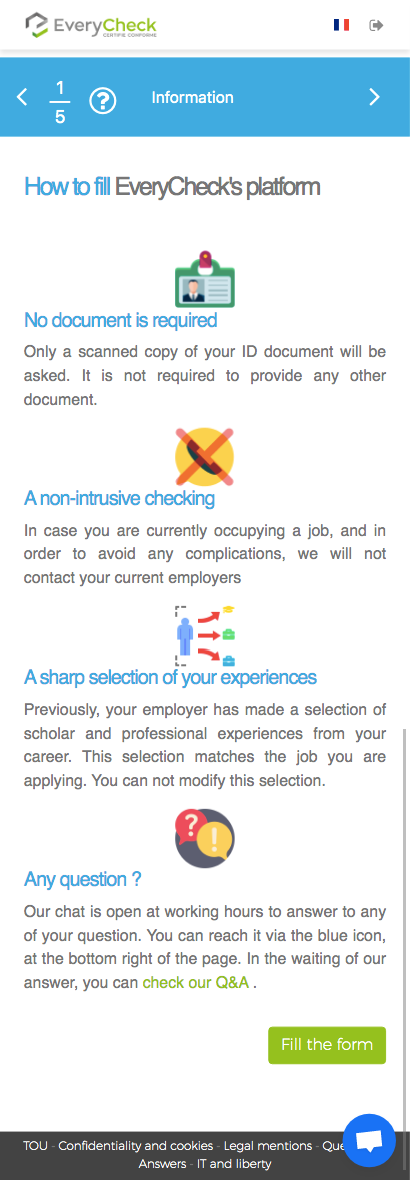 EveryCheck
CERTIFIE CONFORME
1
5
?
Information
How to fill EveryCheck's platform
No document is required
Only a scanned copy of your ID document will be
asked. It is not required to provide any other
document.
A non-intrusive checking
In case you are currently occupying a job, and in
order to avoid any complications, we will not
contact your current employers
A sharp selection of your experiences
Previously, your employer has made a selection of
scholar and professional experiences from your
career. This selection matches the job you are
applying. You can not modify this selection.
?
!
Any question ?
Our chat is open at working hours to answer to any
of your question. You can reach it via the blue icon,
at the bottom right of the page. In the waiting of our
answer, you can check our Q&A .
Fill the form
TOU - Confidentiality and cookies - Legal mentions -
Answers - IT and liberty